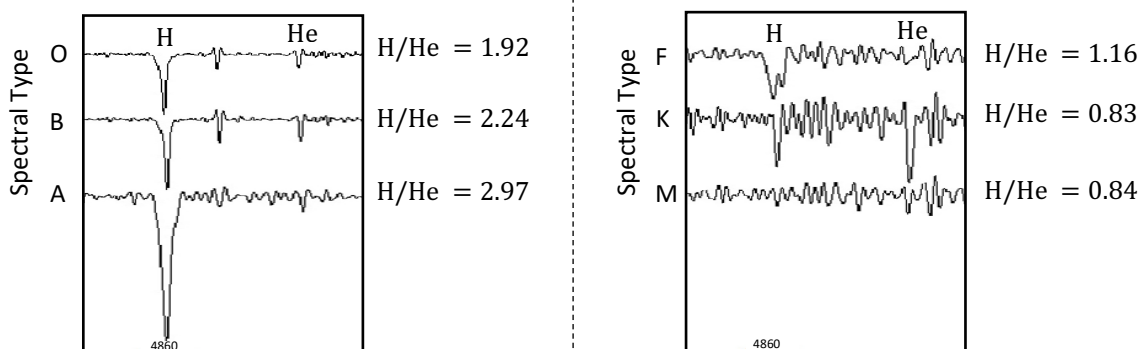 Spectral Type
H He
O H/He = 1.92
B H/He = 2.24
A H/He = 2.97
4860
Spectral Type
H He
F H/He = 1.16
K H/He = 0.83
M H/He = 0.84
4860